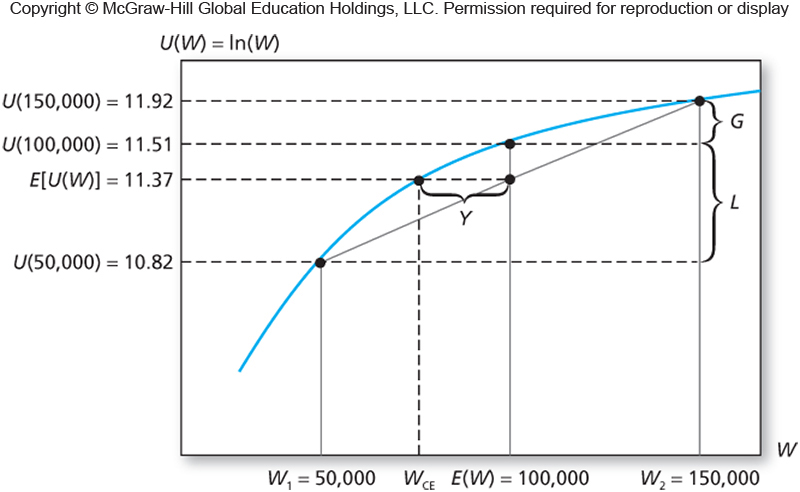 Copyright © McGraw-Hill Global Education Holdings, LLC. Permission required for reproduction or display
U(W) = ln(W)
U(150,000) = 11.92
G
U(100,000) = 11.51
E[U(W)] = 11.37
L
Y
U(50,000) = 10.82
W
W₁ = 50,000 W_CE E(W) = 100,000 W₂ = 150,000